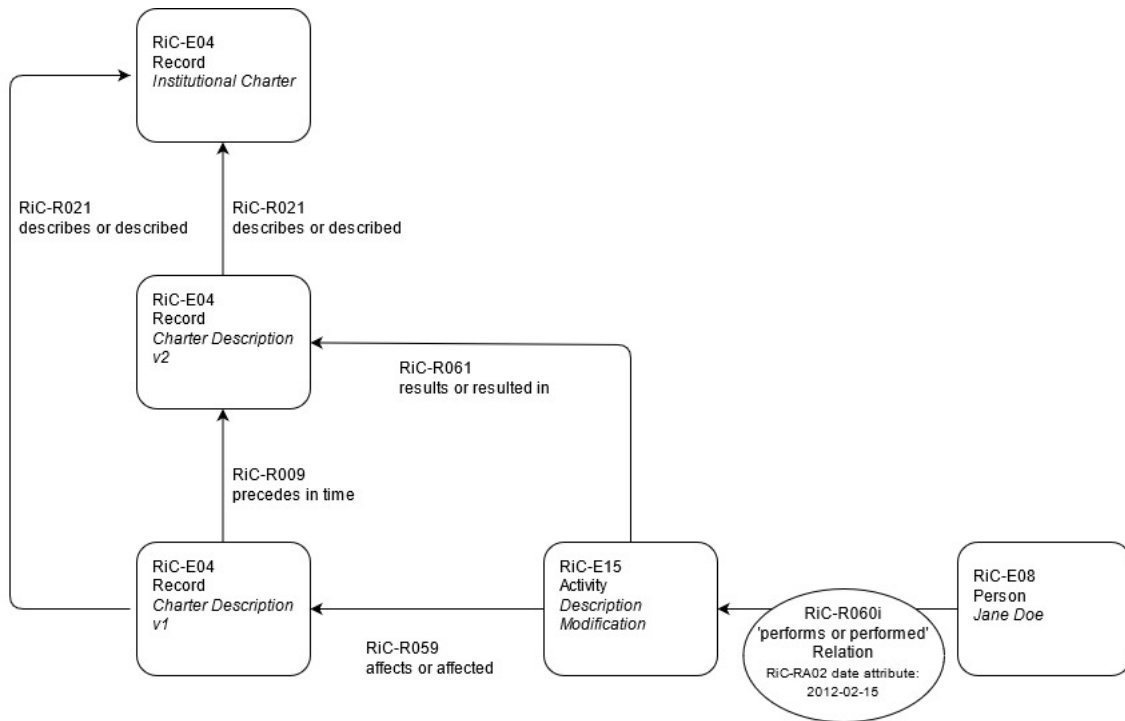 RiC-E04
Record
Institutional Charter
RiC-R021
describes or described
RiC-R021
describes or described
RiC-E04
Record
Charter Description
v2
RiC-R061
results or resulted in
RiC-R009
precedes in time
RiC-E04
Record
Charter Description
v1
RiC-R059
affects or affected
RiC-E15
Activity
Description
Modification
RiC-R060i
'performs or performed'
Relation
RiC-RA02 date attribute:
2012-02-15
RiC-E08
Person
Jane Doe